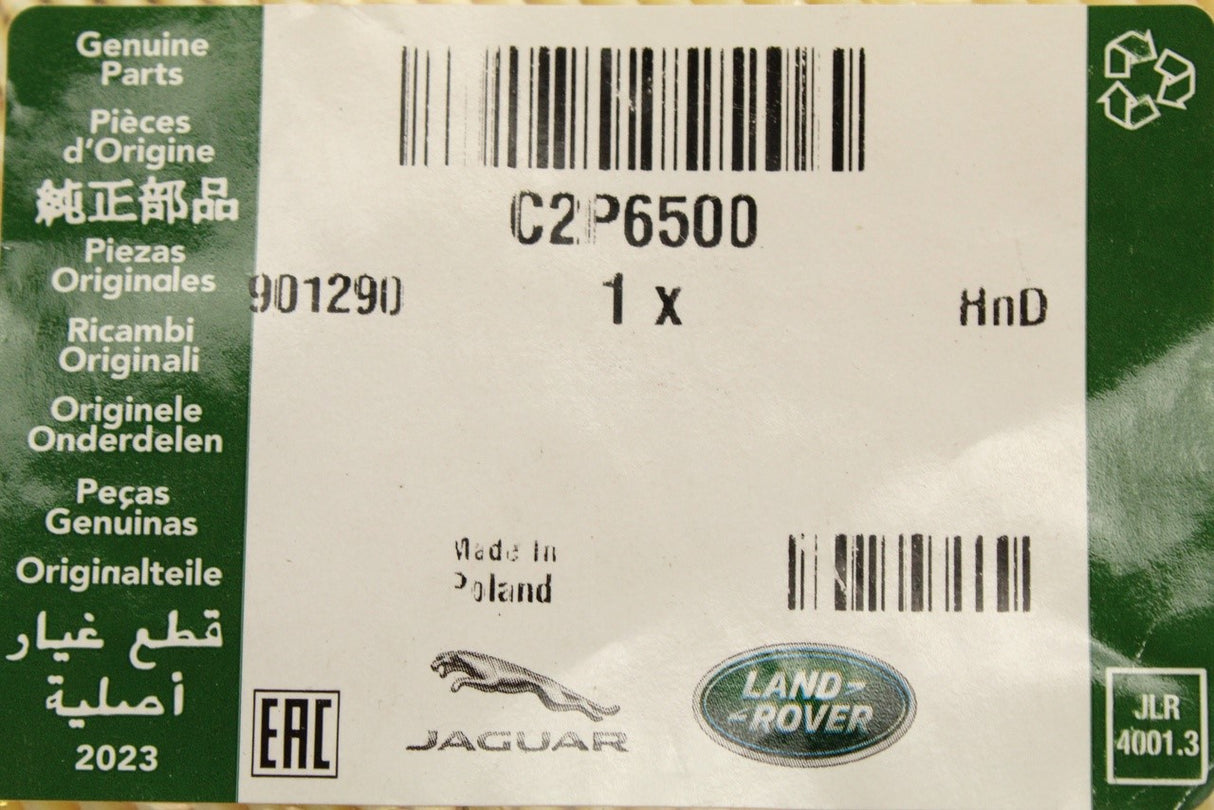 Genuine
Parts
Pièces
d'Origine
純正部品
Piezas
Originales
Ricambi
Originali
Originele
Onderdelen
Peças
Genuinas
Originalteile
قطع غيار
أصلية
2023
C2P6500
901290 1 x HnD
Made In
Poland
EAC
JAGUAR
LAND-
-ROVER
JLR
4001.3